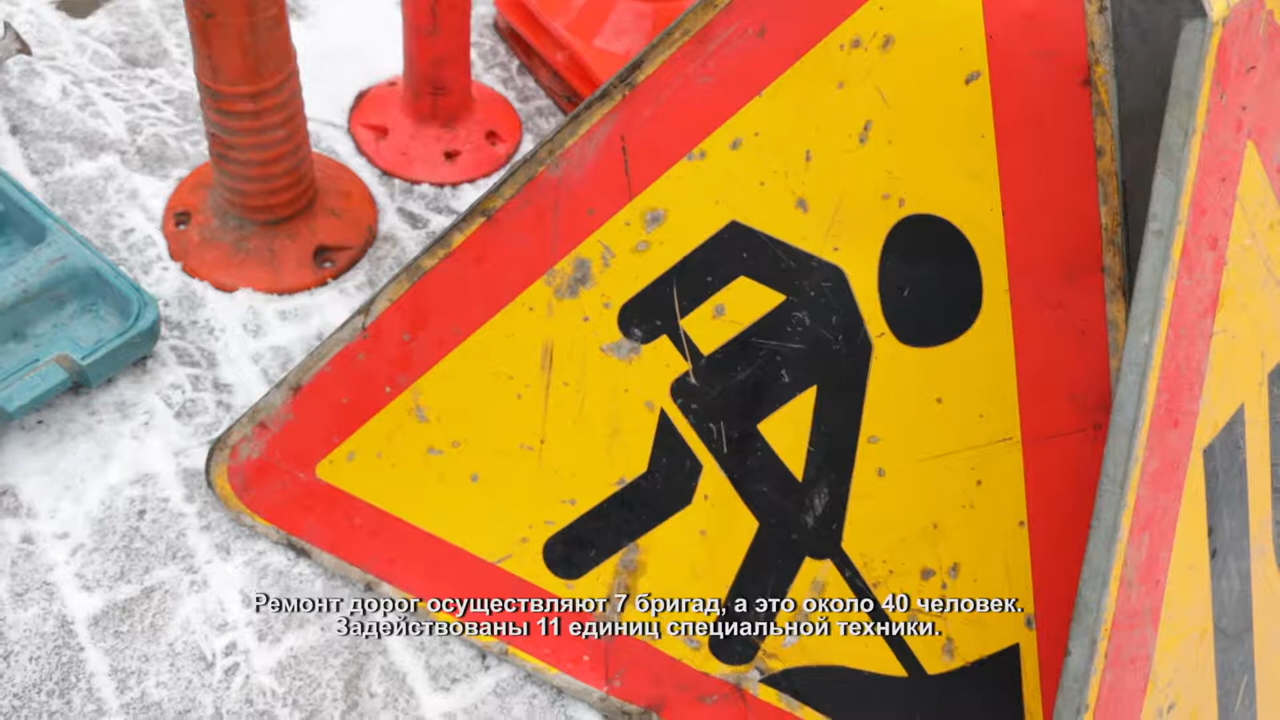 Ремонт дорог осуществляют 7 бригад, а это около 40 человек.
Задействованы 11 единиц специальной техники.